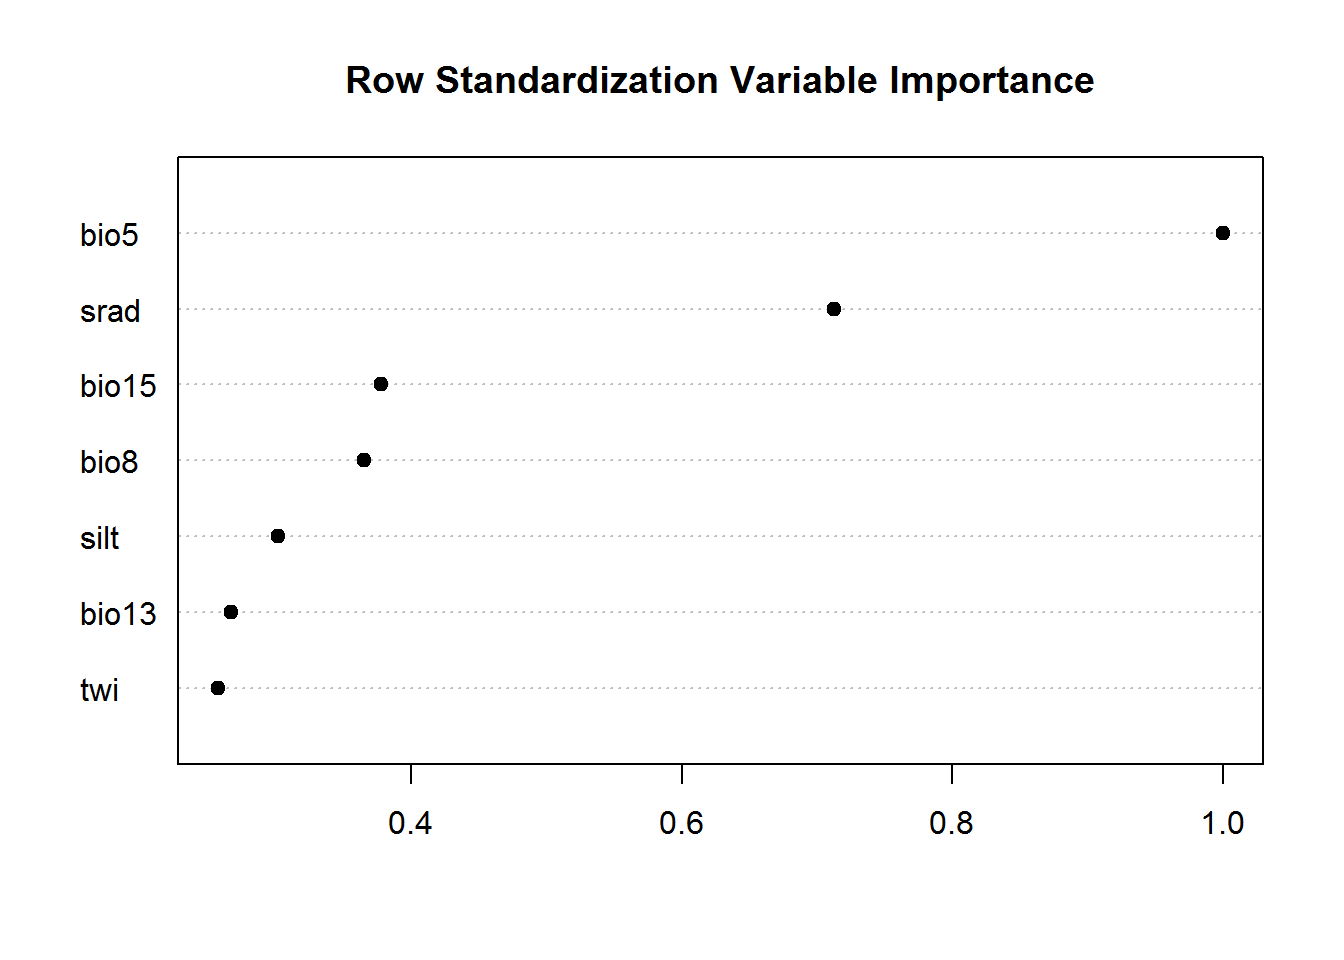 Row Standardization Variable Importance
bio5
srad
bio15
bio8
silt
bio13
twi
0.4 0.6 0.8 1.0